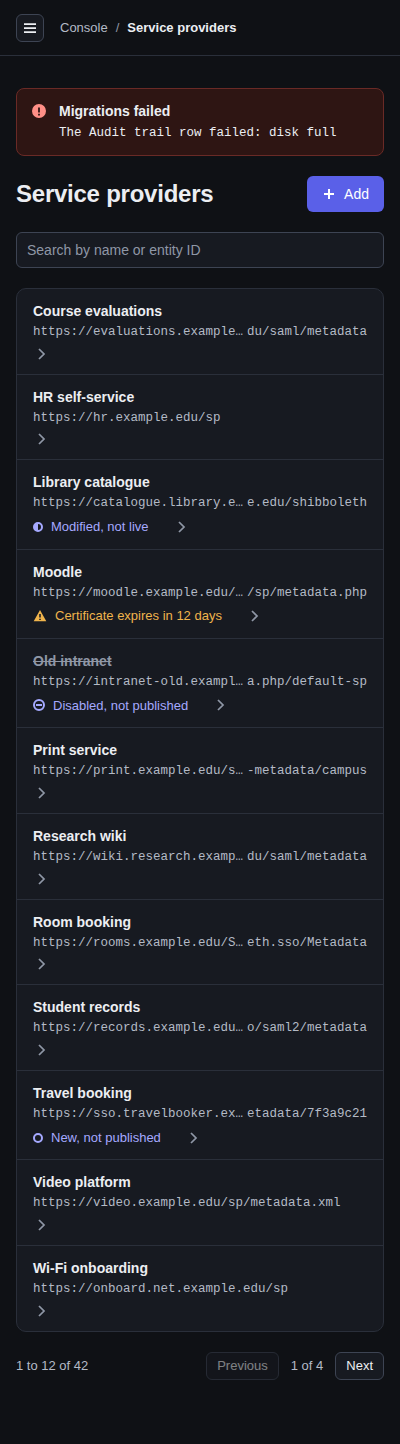 Console / Service providers
Migrations failed
The Audit trail row failed: disk full
Service providers
Add
Search by name or entity ID
Course evaluations
https://evaluations.example… du/saml/metadata
HR self-service
https://hr.example.edu/sp
Library catalogue
https://catalogue.library.e… e.edu/shibboleth
Modified, not live
Moodle
https://moodle.example.edu/… /sp/metadata.php
Certificate expires in 12 days
Old intranet
https://intranet-old.exampl… a.php/default-sp
Disabled, not published
Print service
https://print.example.edu/s… -metadata/campus
Research wiki
https://wiki.research.examp… du/saml/metadata
Room booking
https://rooms.example.edu/S… eth.sso/Metadata
Student records
https://records.example.edu… o/saml2/metadata
Travel booking
https://sso.travelbooker.ex… etadata/7f3a9c21
New, not published
Video platform
https://video.example.edu/sp/metadata.xml
Wi-Fi onboarding
https://onboard.net.example.edu/sp
1 to 12 of 42 Previous 1 of 4 Next